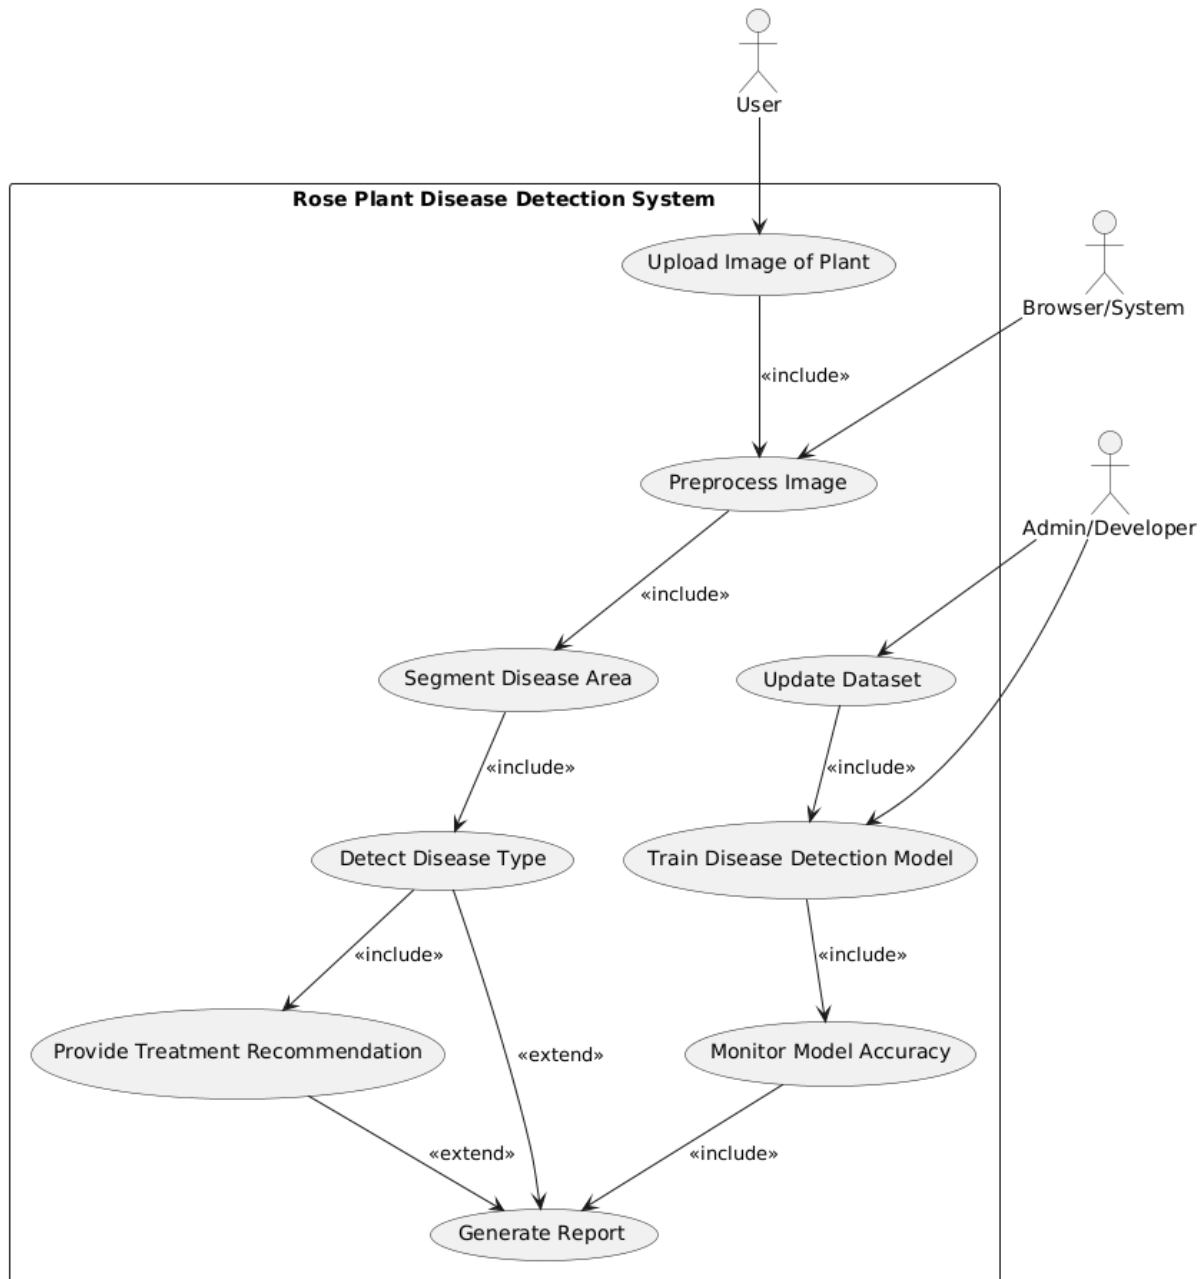 User
Rose Plant Disease Detection System
Upload Image of Plant
Browser/System
«include»
Preprocess Image
Admin/Developer
«include»
Segment Disease Area
Update Dataset
«include»
«include»
Detect Disease Type
Train Disease Detection Model
«include»
«include»
Provide Treatment Recommendation
«extend»
Monitor Model Accuracy
«extend»
«include»
Generate Report